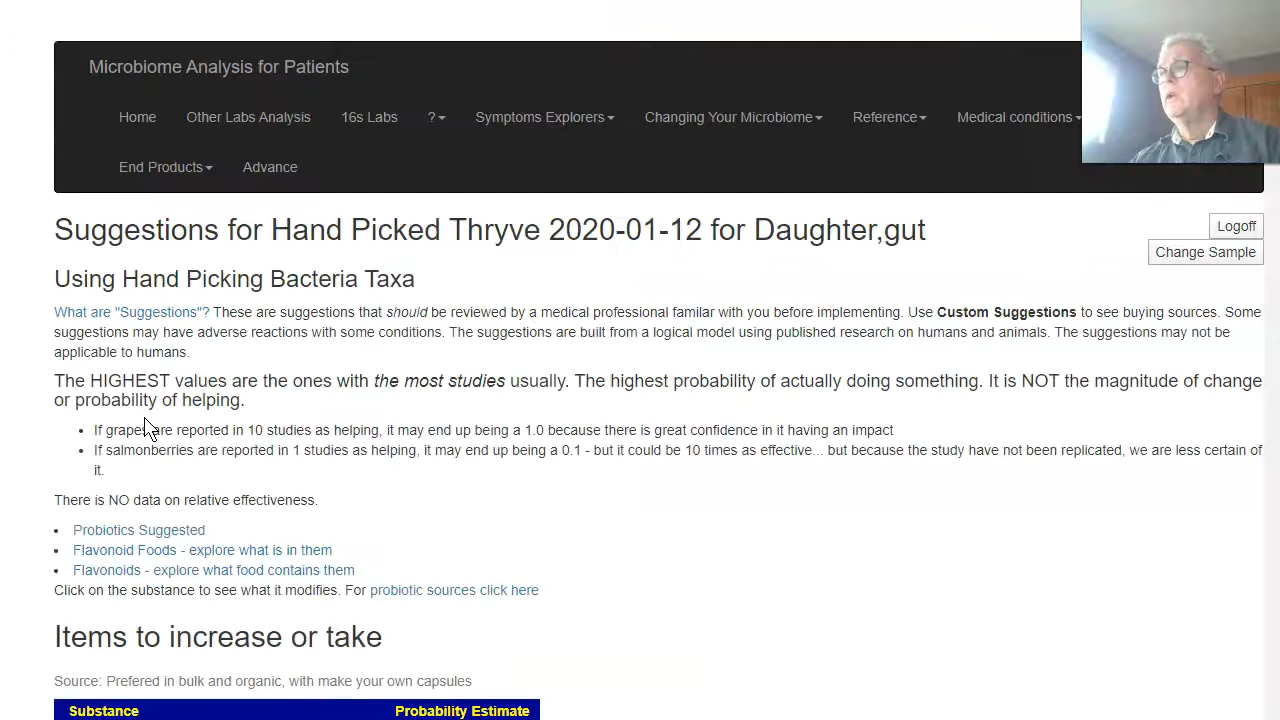 Microbiome Analysis for Patients
Home Other Labs Analysis 16s Labs ? Symptoms Explorers Changing Your Microbiome Reference Medical conditions
End Products Advance
Suggestions for Hand Picked Thryve 2020-01-12 for Daughter,gut
Logoff
Change Sample
Using Hand Picking Bacteria Taxa
What are "Suggestions"? These are suggestions that should be reviewed by a medical professional familar with you before implementing. Use Custom Suggestions to see buying sources. Some
suggestions may have adverse reactions with some conditions. The suggestions are built from a logical model using published research on humans and animals. The suggestions may not be
applicable to humans.
The HIGHEST values are the ones with the most studies usually. The highest probability of actually doing something. It is NOT the magnitude of change
or probability of helping.
If grapes are reported in 10 studies as helping, it may end up being a 1.0 because there is great confidence in it having an impact
If salmonberries are reported in 1 studies as helping, it may end up being a 0.1 - but it could be 10 times as effective... but because the study have not been replicated, we are less certain of
it.
There is NO data on relative effectiveness.
Probiotics Suggested
Flavonoid Foods - explore what is in them
Flavonoids - explore what food contains them
Click on the substance to see what it modifies. For probiotic sources click here
Items to increase or take
Source: Prefered in bulk and organic, with make your own capsules
Substance Probability Estimate